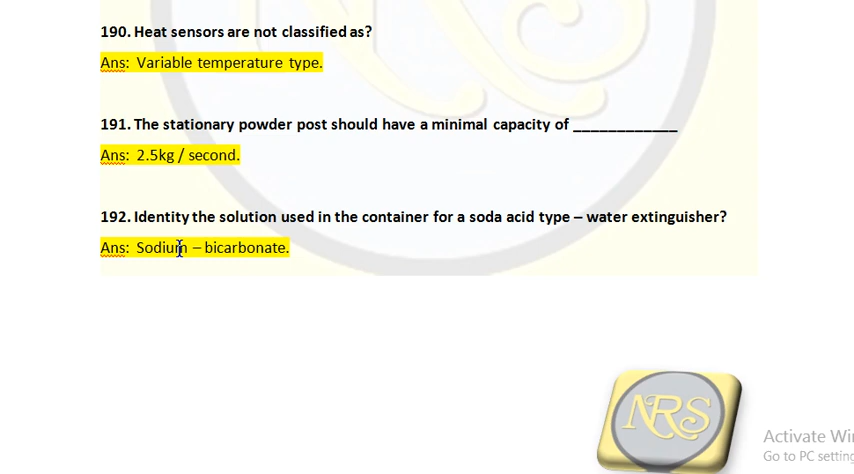 190. Heat sensors are not classified as?
Ans: Variable temperature type.
191. The stationary powder post should have a minimal capacity of ____________
Ans: 2.5kg / second.
192. Identity the solution used in the container for a soda acid type – water extinguisher?
Ans: Sodium – bicarbonate.
NRS
Activate Wi
Go to PC setting